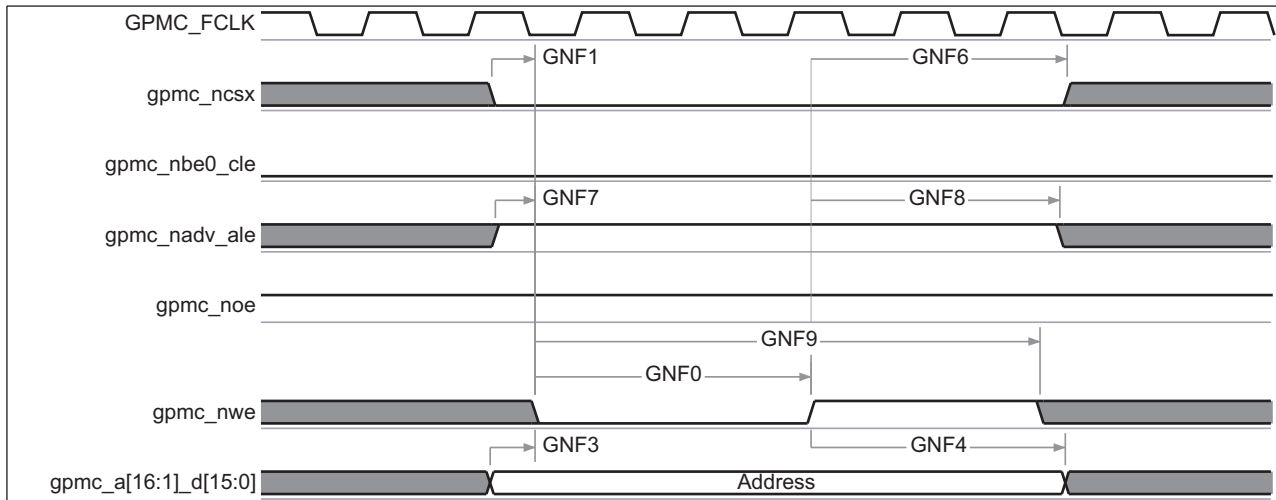 GPMC_FCLK
GNF1
GNF6
gpmc_ncsx
gpmc_nbe0_cle
GNF7
GNF8
gpmc_nadv_ale
gpmc_noe
GNF9
GNF0
gpmc_nwe
GNF3
GNF4
gpmc_a[16:1]_d[15:0]
Address